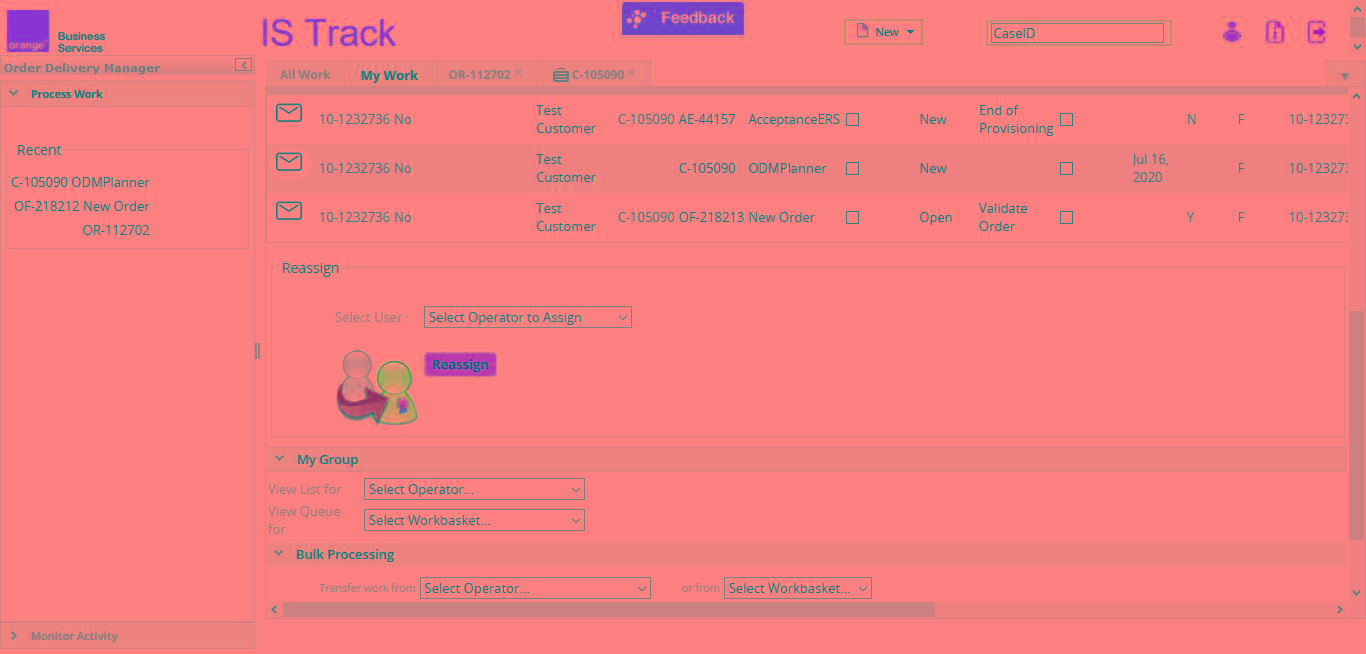 orange™
Business
Services
IS Track
Feedback
New
CaseID
Order Delivery Manager
All Work
My Work
OR-112702 ×
C-105090 ×
Process Work
Recent
C-105090 ODMPlanner
OF-218212 New Order
OR-112702
Monitor Activity
10-1232736 No Test Customer C-105090 AE-44157 AcceptanceERS New End of Provisioning N F 10-123273
10-1232736 No Test Customer C-105090 ODMPlanner New Jul 16, 2020 F 10-123273
10-1232736 No Test Customer C-105090 OF-218213 New Order Open Validate Order Y F 10-123273
Reassign
Select User : Select Operator to Assign
Reassign
My Group
View List for Select Operator...
View Queue for Select Workbasket...
Bulk Processing
Transfer work from Select Operator... or from Select Workbasket...